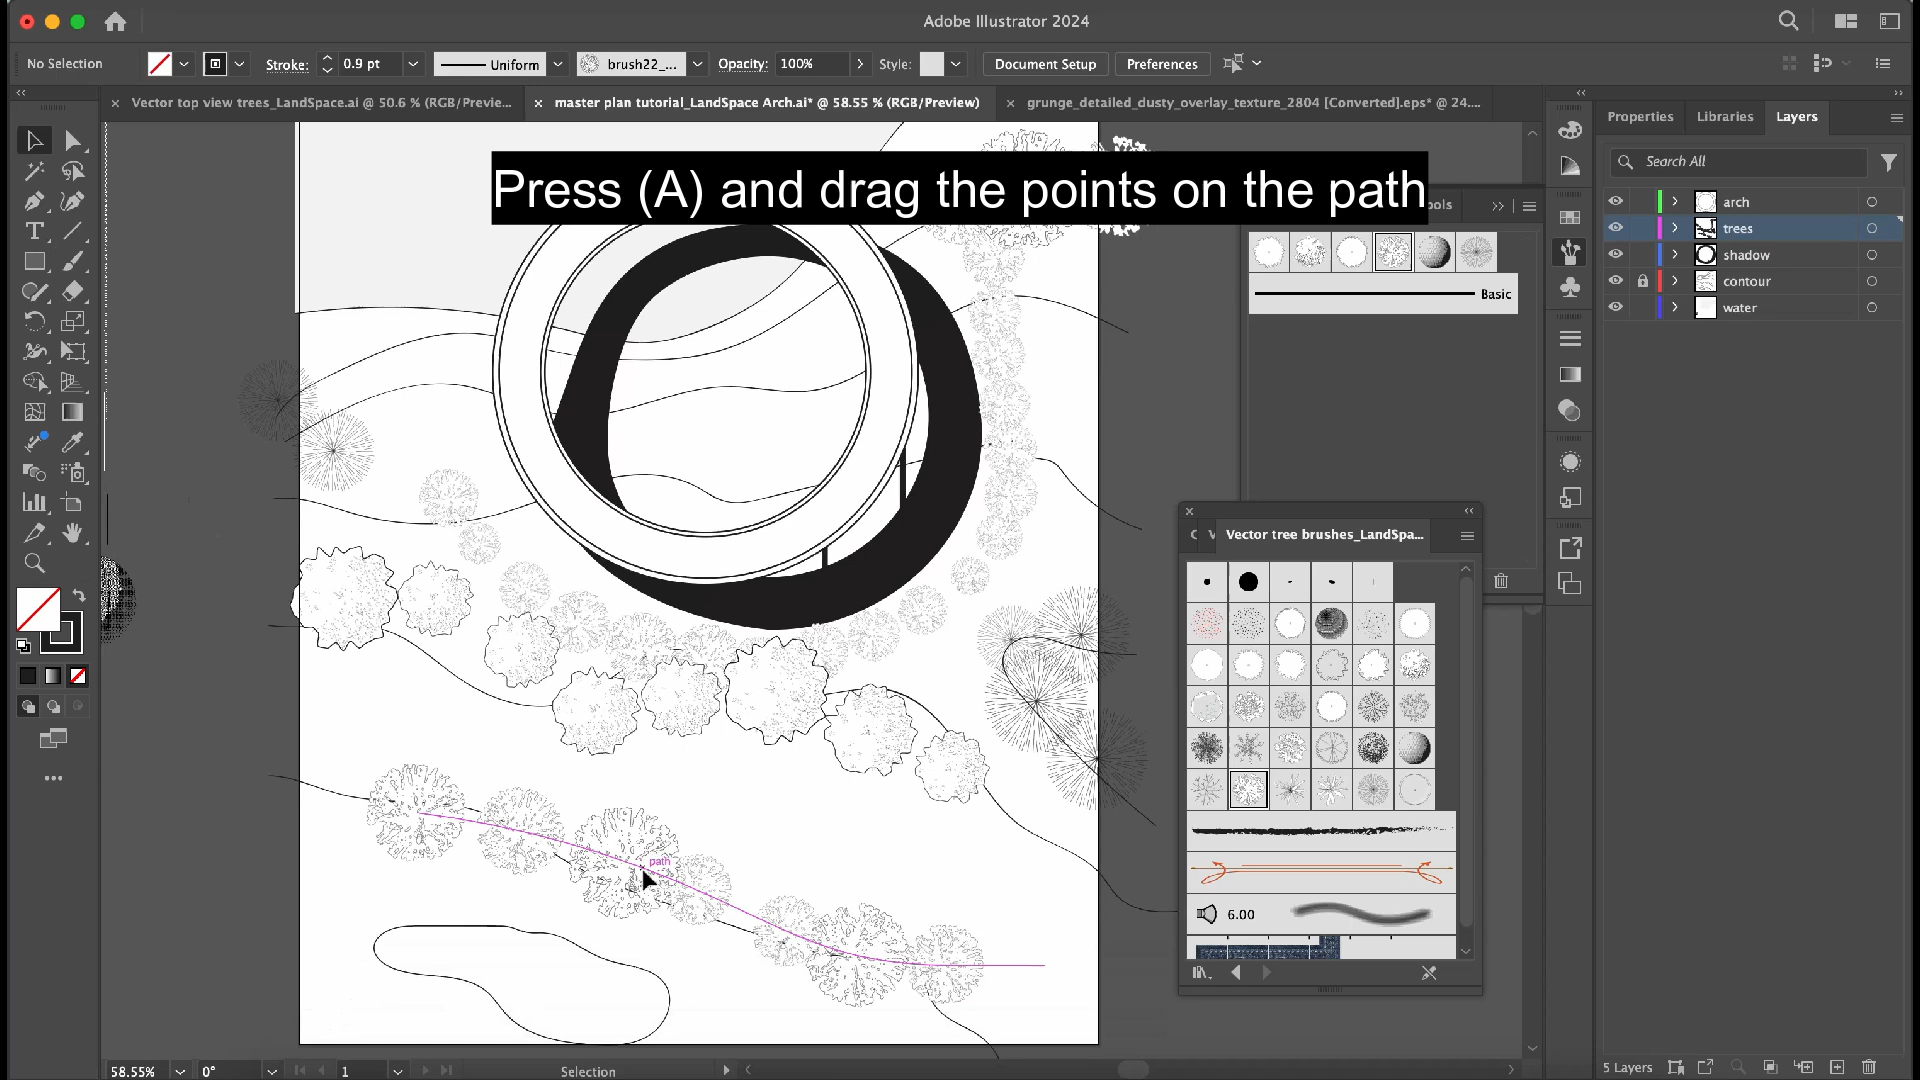 Adobe Illustrator 2024
No Selection
Stroke:
0.9 pt
Uniform
brush22_...
Opacity:
100%
Style:
Document Setup
Preferences
Vector top view trees_LandSpace.ai @ 50.6 % (RGB/Previe...
master plan tutorial_LandSpace Arch.ai* @ 58.55 % (RGB/Preview)
grunge_detailed_dusty_overlay_texture_2804 [Converted].eps* @ 24....
Properties
Libraries
Layers
Search All
Press (A) and drag the points on the path
arch
trees
shadow
contour
water
Basic
Vector tree brushes_LandSpa...
path
6.00
58.55%
0°
1
Selection
5 Layers